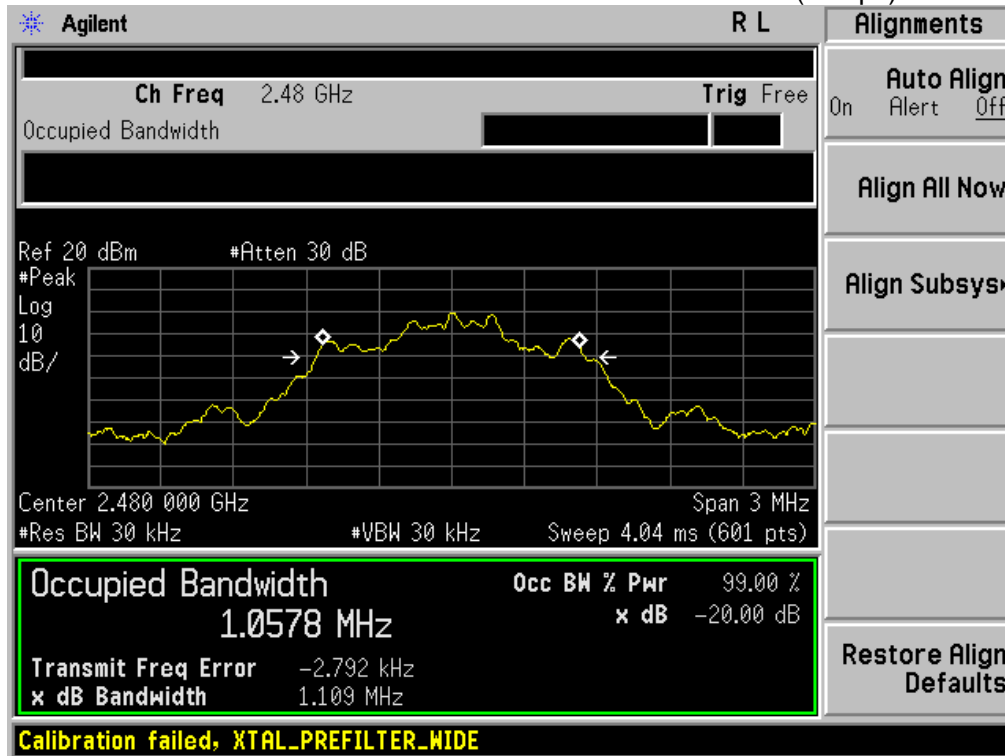 Agilent R L Alignments
Ch Freq 2.48 GHz Trig Free
Occupied Bandwidth
Auto Align
On Alert Off
Align All Now
Ref 20 dBm #Atten 30 dB
#Peak
Log
10
dB/
Align Subsys
Center 2.480 000 GHz Span 3 MHz
#Res BW 30 kHz #VBW 30 kHz Sweep 4.04 ms (601 pts)
Occupied Bandwidth
1.0578 MHz
Occ BW % Pwr 99.00 %
x dB -20.00 dB
Transmit Freq Error -2.792 kHz
x dB Bandwidth 1.109 MHz
Restore Align
Defaults
Calibration failed, XTAL_PREFILTER_WIDE